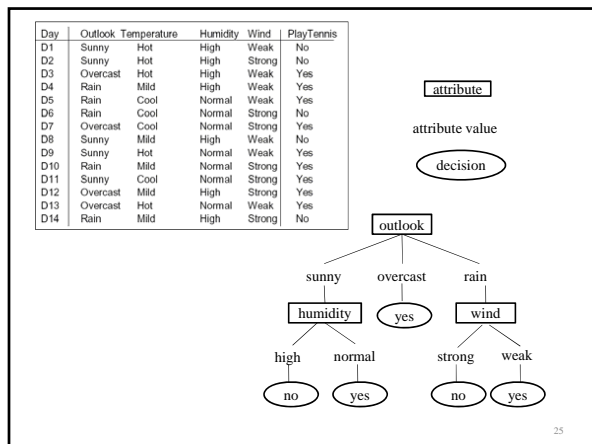 Day Outlook Temperature Humidity Wind PlayTennis
D1 Sunny Hot High Weak No
D2 Sunny Hot High Strong No
D3 Overcast Hot High Weak Yes
D4 Rain Mild High Weak Yes
D5 Rain Cool Normal Weak Yes
D6 Rain Cool Normal Strong No
D7 Overcast Cool Normal Strong Yes
D8 Sunny Mild High Weak No
D9 Sunny Hot Normal Weak Yes
D10 Rain Mild Normal Strong Yes
D11 Sunny Cool Normal Strong Yes
D12 Overcast Mild High Strong Yes
D13 Overcast Hot Normal Weak Yes
D14 Rain Mild High Strong No
attribute
attribute value
decision
outlook
sunny overcast rain
humidity yes wind
high normal strong weak
no yes no yes
25